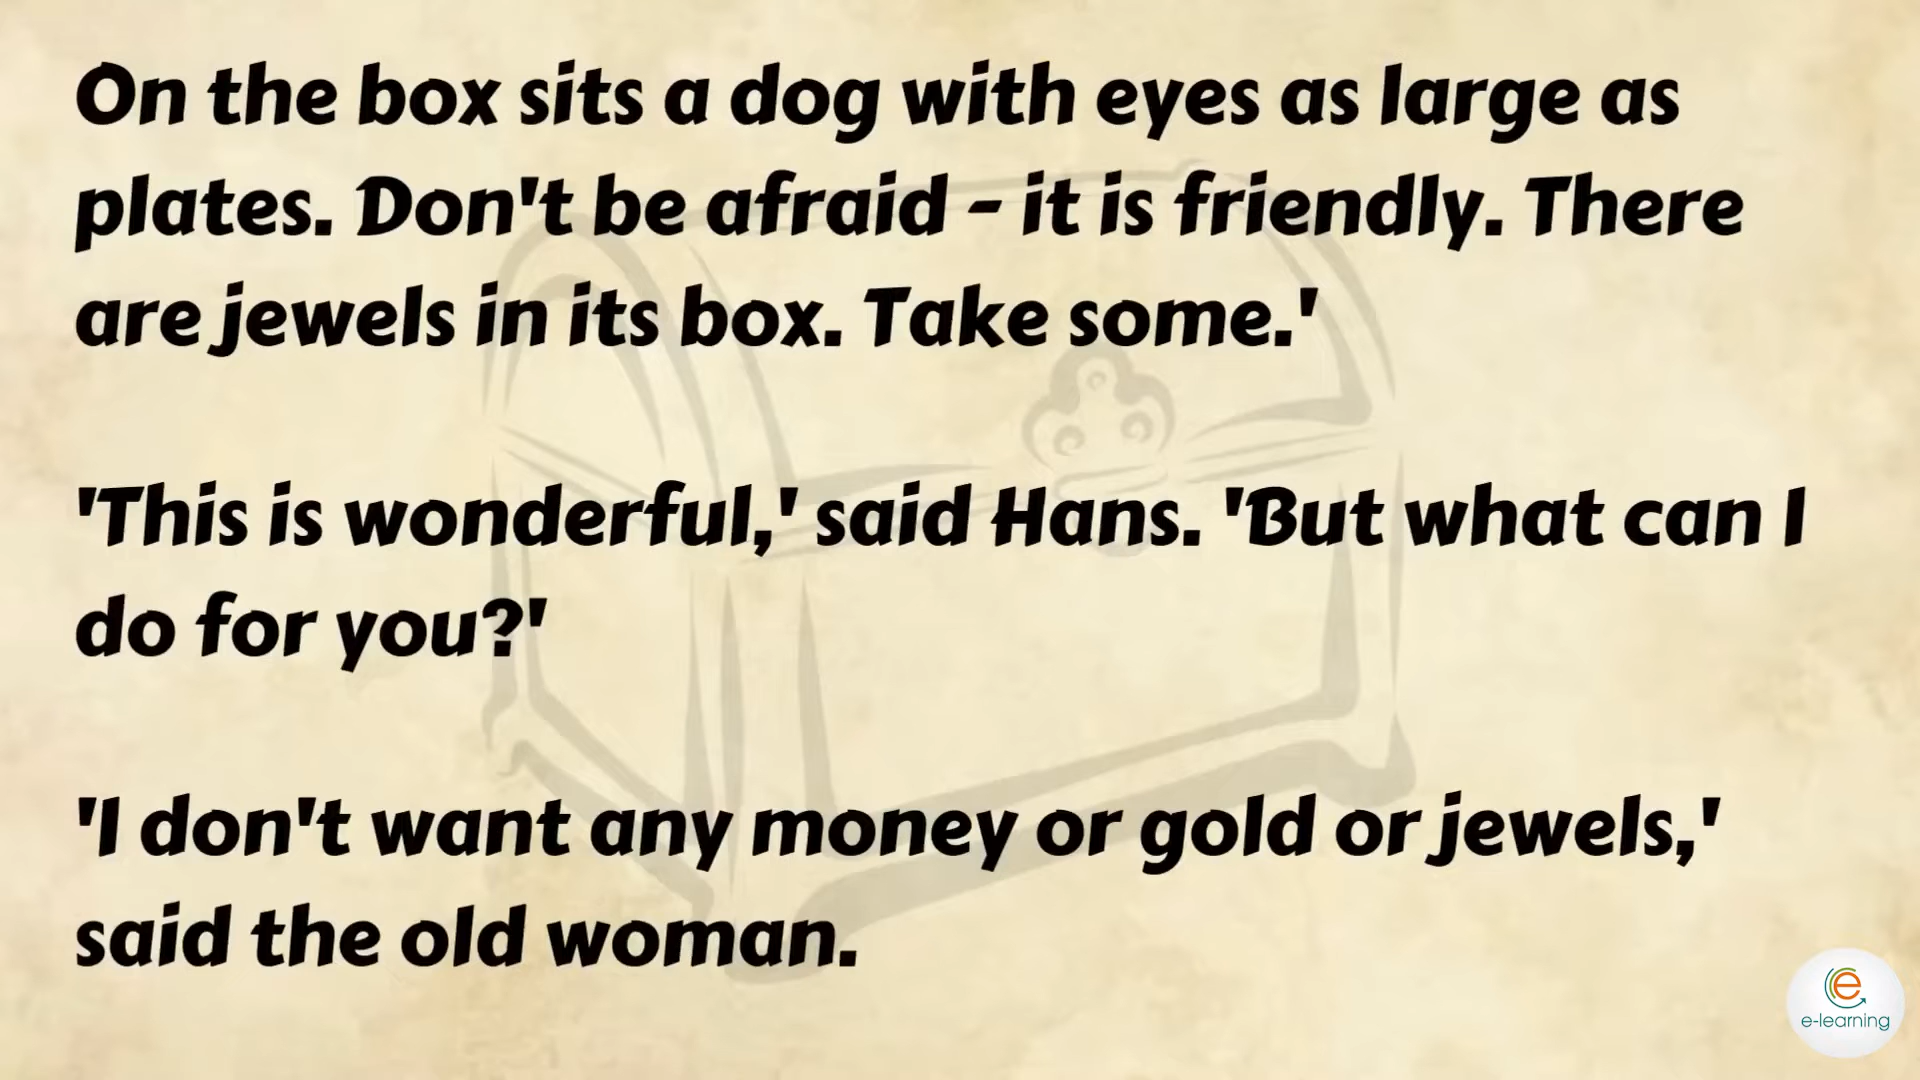 On the box sits a dog with eyes as large as
plates. Don't be afraid - it is friendly. There
are jewels in its box. Take some.'
'This is wonderful,' said Hans. 'But what can I
do for you?'
'I don't want any money or gold or jewels,'
said the old woman.
e
e-learning